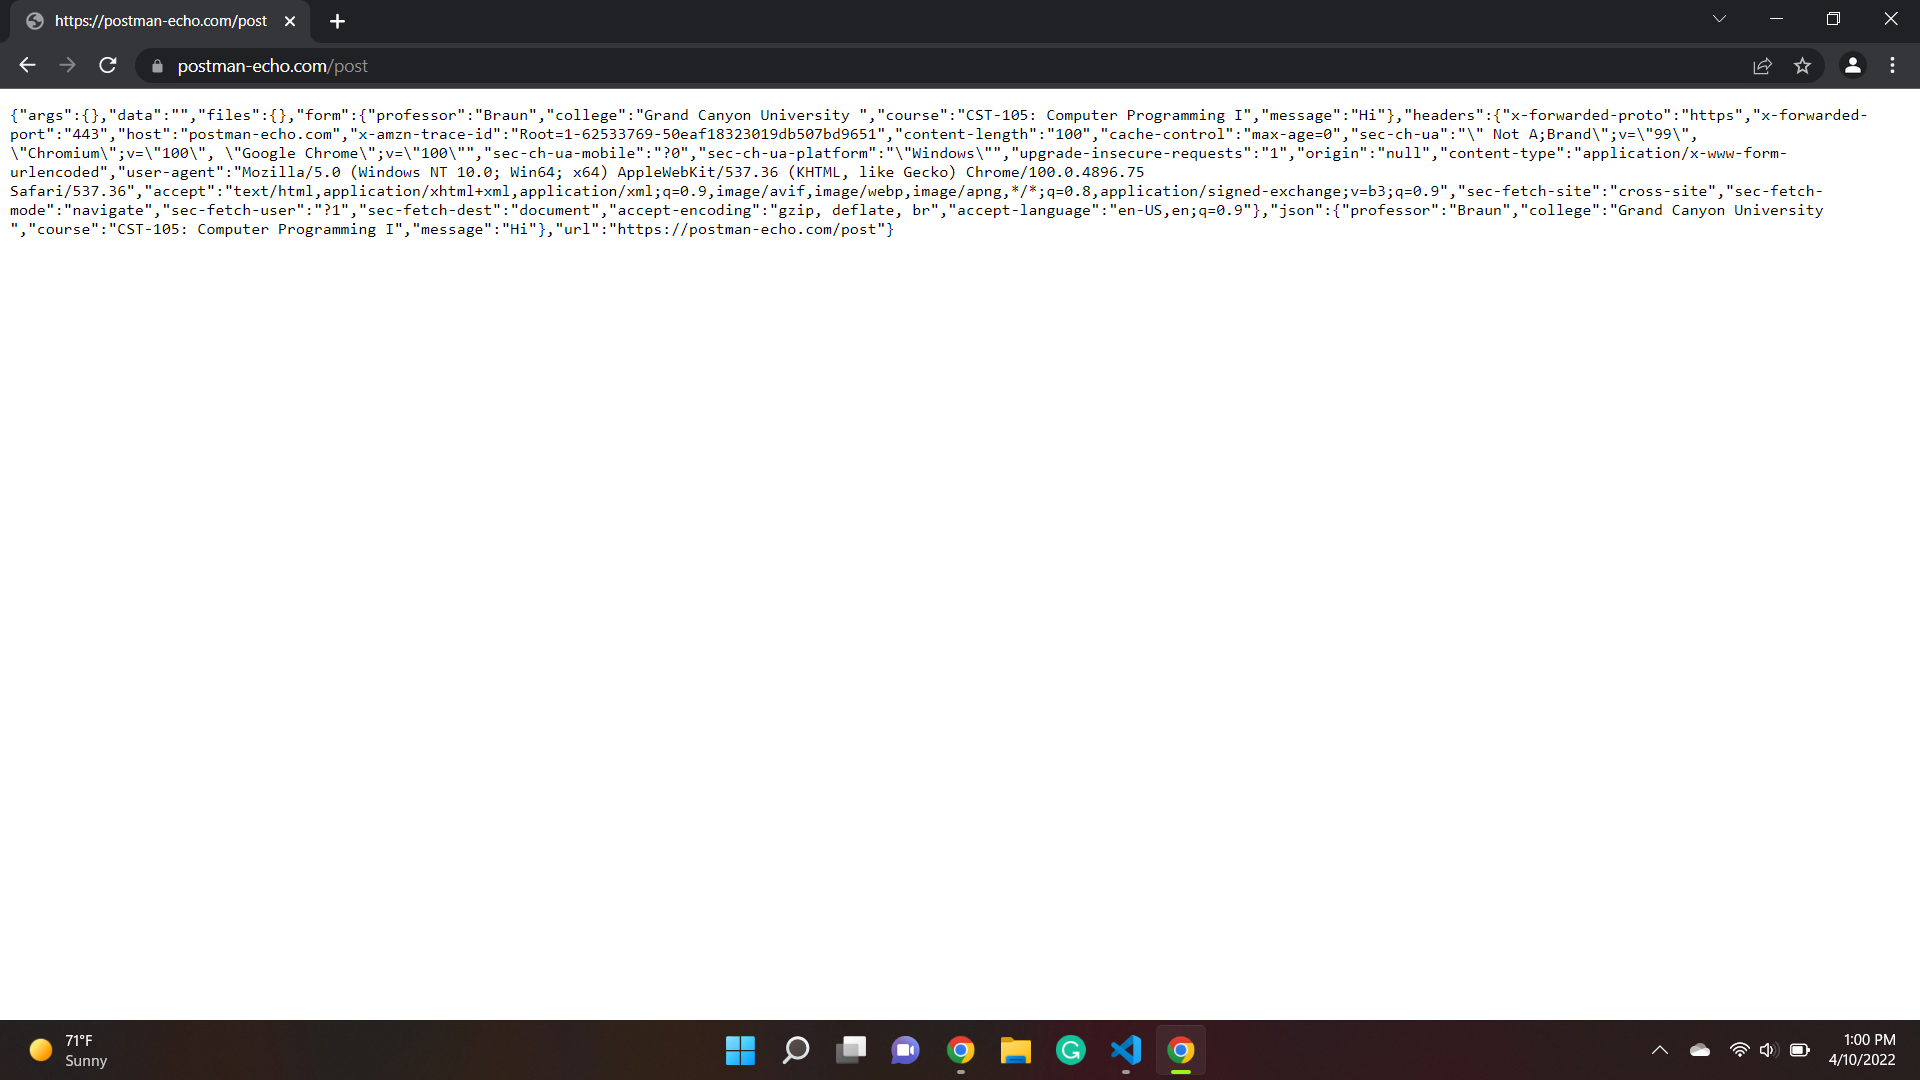 https://postman-echo.com/post
postman-echo.com/post
{"args":{},"data":"","files":{},"form":{"professor":"Braun","college":"Grand Canyon University ","course":"CST-105: Computer Programming I","message":"Hi"},"headers":{"x-forwarded-proto":"https","x-forwarded-
port":"443","host":"postman-echo.com","x-amzn-trace-id":"Root=1-62533769-50eaf18323019db507bd9651","content-length":"100","cache-control":"max-age=0","sec-ch-ua":"\" Not A;Brand\";v=\"99\",
\"Chromium\";v=\"100\", \"Google Chrome\";v=\"100\"","sec-ch-ua-mobile":"?0","sec-ch-ua-platform":"\"Windows\"","upgrade-insecure-requests":"1","origin":"null","content-type":"application/x-www-form-
urlencoded","user-agent":"Mozilla/5.0 (Windows NT 10.0; Win64; x64) AppleWebKit/537.36 (KHTML, like Gecko) Chrome/100.0.4896.75
Safari/537.36","accept":"text/html,application/xhtml+xml,application/xml;q=0.9,image/avif,image/webp,image/apng,*/*;q=0.8,application/signed-exchange;v=b3;q=0.9","sec-fetch-site":"cross-site","sec-fetch-
mode":"navigate","sec-fetch-user":"?1","sec-fetch-dest":"document","accept-encoding":"gzip, deflate, br","accept-language":"en-US,en;q=0.9"},"json":{"professor":"Braun","college":"Grand Canyon University
","course":"CST-105: Computer Programming I","message":"Hi"},"url":"https://postman-echo.com/post"}
71°F
Sunny
1:00 PM
4/10/2022